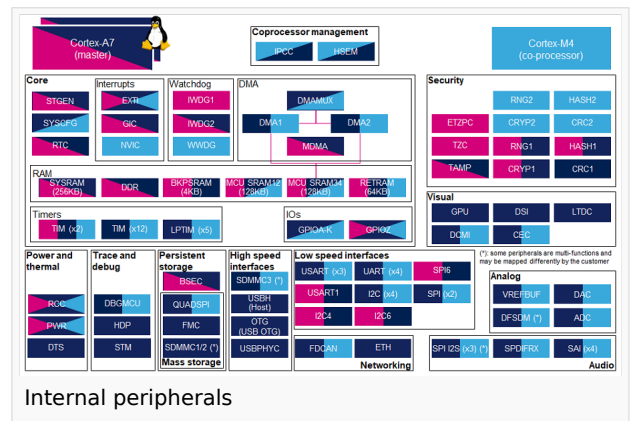 Cortex-A7
(master)
Coprocessor management
IPCC
HSEM
Cortex-M4
(co-processor)
Core
STGEN
SYSCFG
RTC
Interrupts
EXTI
GIC
NVIC
Watchdog
IWDG1
IWDG2
WWDG
DMA
DMAMUX
DMA1
DMA2
MDMA
Security
RNG2
HASH2
ETZPC
CRYP2
CRC2
TZC
RNG1
HASH1
TAMP
CRYP1
CRC1
RAM
SYSRAM
(256KB)
DDR
BKPSRAM
(4KB)
MCU SRAM12
(128KB)
MCU SRAM34
(128KB)
RETRAM
(64KB)
Timers
TIM (x2)
TIM (x12)
LPTIM (x5)
IOs
GPIOA-K
GPIOZ
Visual
GPU
DSI
LTDC
DCMI
CEC
(*): some peripherals are multi-functions and
may be mapped differently by the customer
Power and
thermal
RCC
PWR
DTS
Trace and
debug
DBGMCU
HDP
STM
Persistent
storage
BSEC
QUADSPI
FMC
SDMMC1/2 (*)
Mass storage
High speed
interfaces
SDMMC3 (*)
USBH
(Host)
OTG
(USB OTG)
USBPHYC
Low speed interfaces
USART (x3)
UART (x4)
SPI6
USART1
I2C (x4)
SPI (x2)
I2C4
I2C6
FDCAN
ETH
Networking
Analog
VREFBUF
DAC
DFSDM (*)
ADC
SPI I2S (x3) (*)
SPDIFRX
SAI (x4)
Audio
Internal peripherals